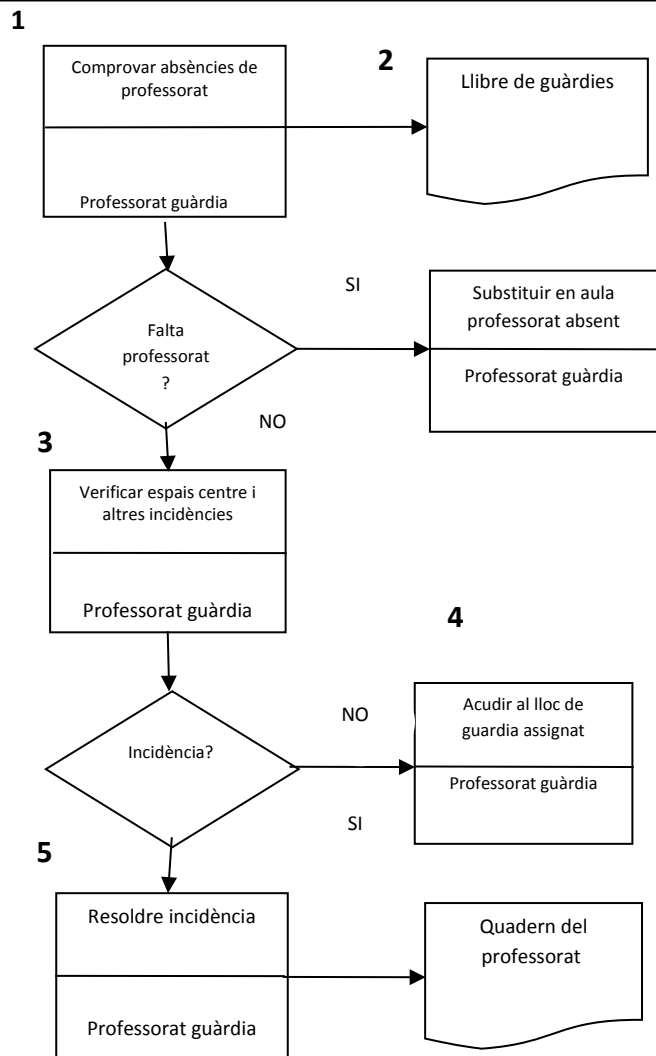 1
Comprovar absències de
professorat
Professorat guàrdia
2
Llibre de guàrdies
Falta
professorat
?
SI
Substituir en aula
professorat absent
Professorat guàrdia
NO
3
Verificar espais centre i
altres incidències
Professorat guàrdia
4
Incidència?
NO
Acudir al lloc de
guardia assignat
Professorat guàrdia
SI
5
Resoldre incidència
Professorat guàrdia
Quadern del
professorat